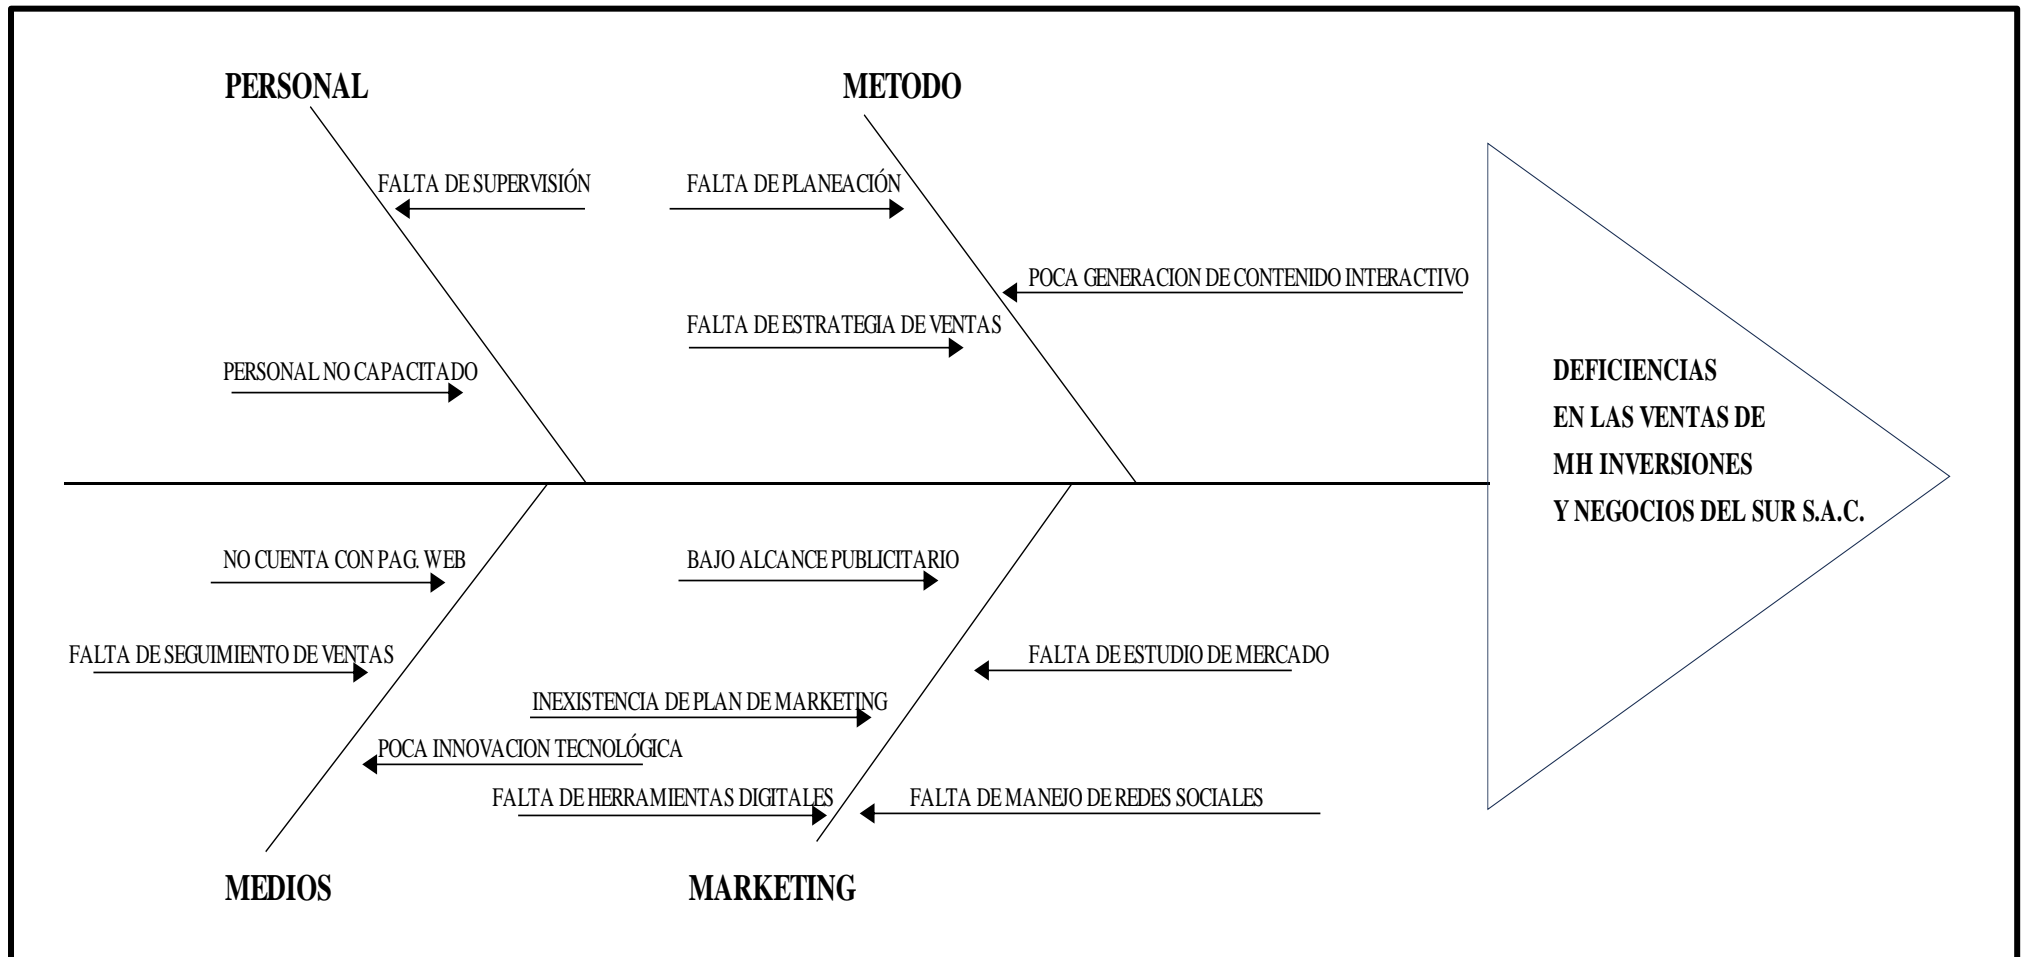 PERSONAL
METODO
FALTA DE SUPERVISIÓN
FALTA DE PLANEACIÓN
POCA GENERACION DE CONTENIDO INTERACTIVO
FALTA DE ESTRATEGIA DE VENTAS
PERSONAL NO CAPACITADO
DEFICIENCIAS
EN LAS VENTAS DE
MH INVERSIONES
Y NEGOCIOS DEL SUR S.A.C.
NO CUENTA CON PAG. WEB
BAJO ALCANCE PUBLICITARIO
FALTA DE SEGUIMIENTO DE VENTAS
FALTA DE ESTUDIO DE MERCADO
INEXISTENCIA DE PLAN DE MARKETING
POCA INNOVACION TECNOLÓGICA
FALTA DE HERRAMIENTAS DIGITALES
FALTA DE MANEJO DE REDES SOCIALES
MEDIOS
MARKETING